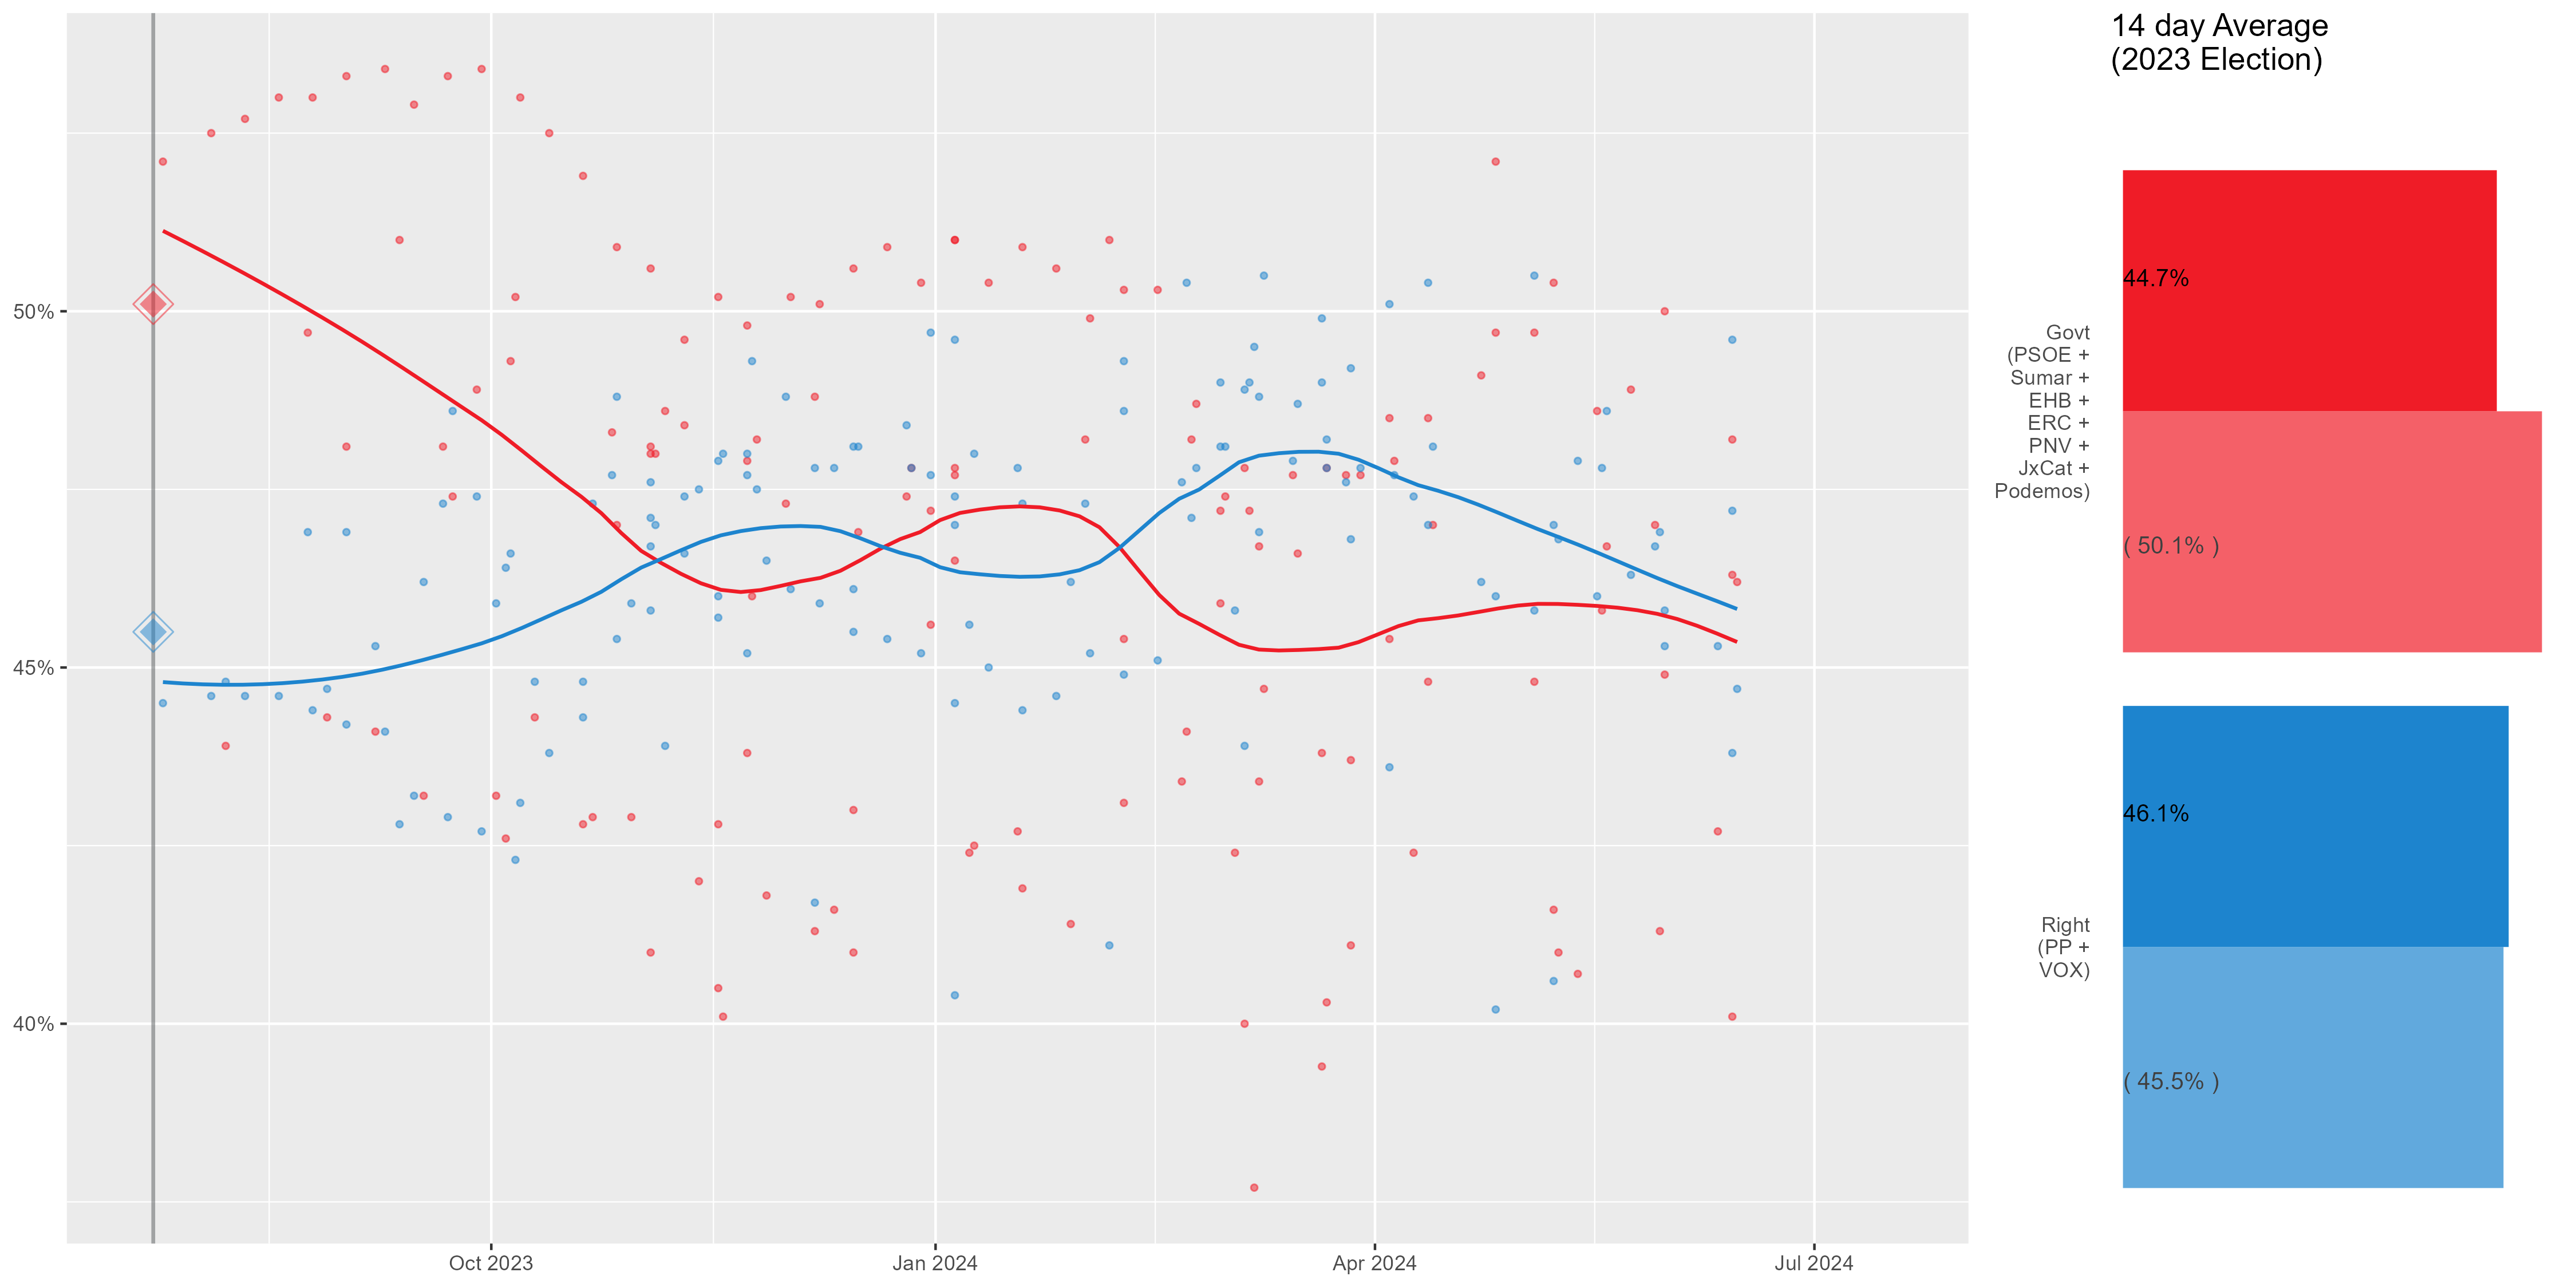 14 day Average
(2023 Election)
50%
45%
40%
Oct 2023
Jan 2024
Apr 2024
Jul 2024
Govt
(PSOE +
Sumar +
EHB +
ERC +
PNV +
JxCat +
Podemos)
44.7%
( 50.1% )
Right
(PP +
VOX)
46.1%
( 45.5% )